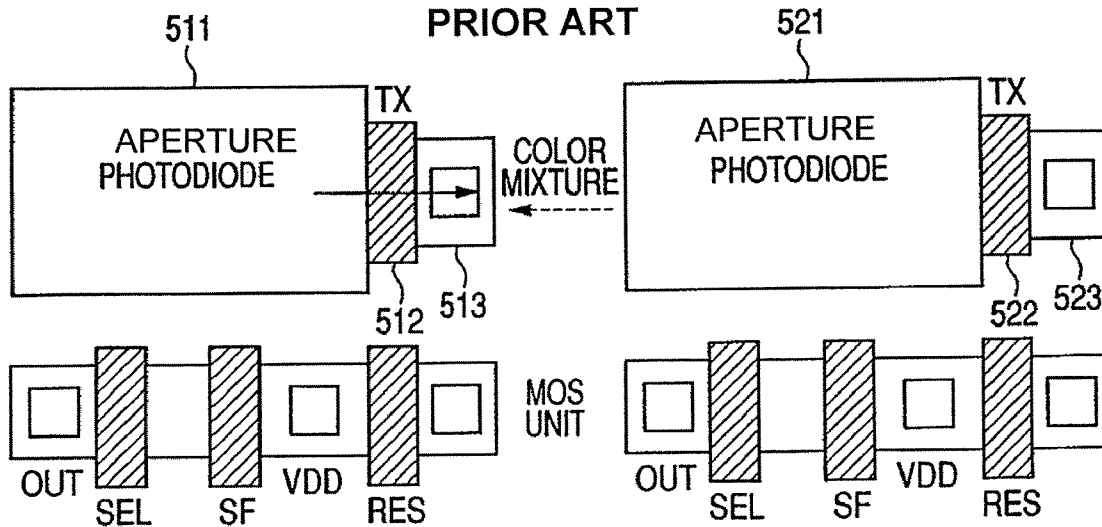 PRIOR ART
511
521
TX
TX
APERTURE
PHOTODIODE
COLOR
MIXTURE
APERTURE
PHOTODIODE
512
513
522
523
MOS
UNIT
OUT
SEL
SF
VDD
RES
OUT
SEL
SF
VDD
RES